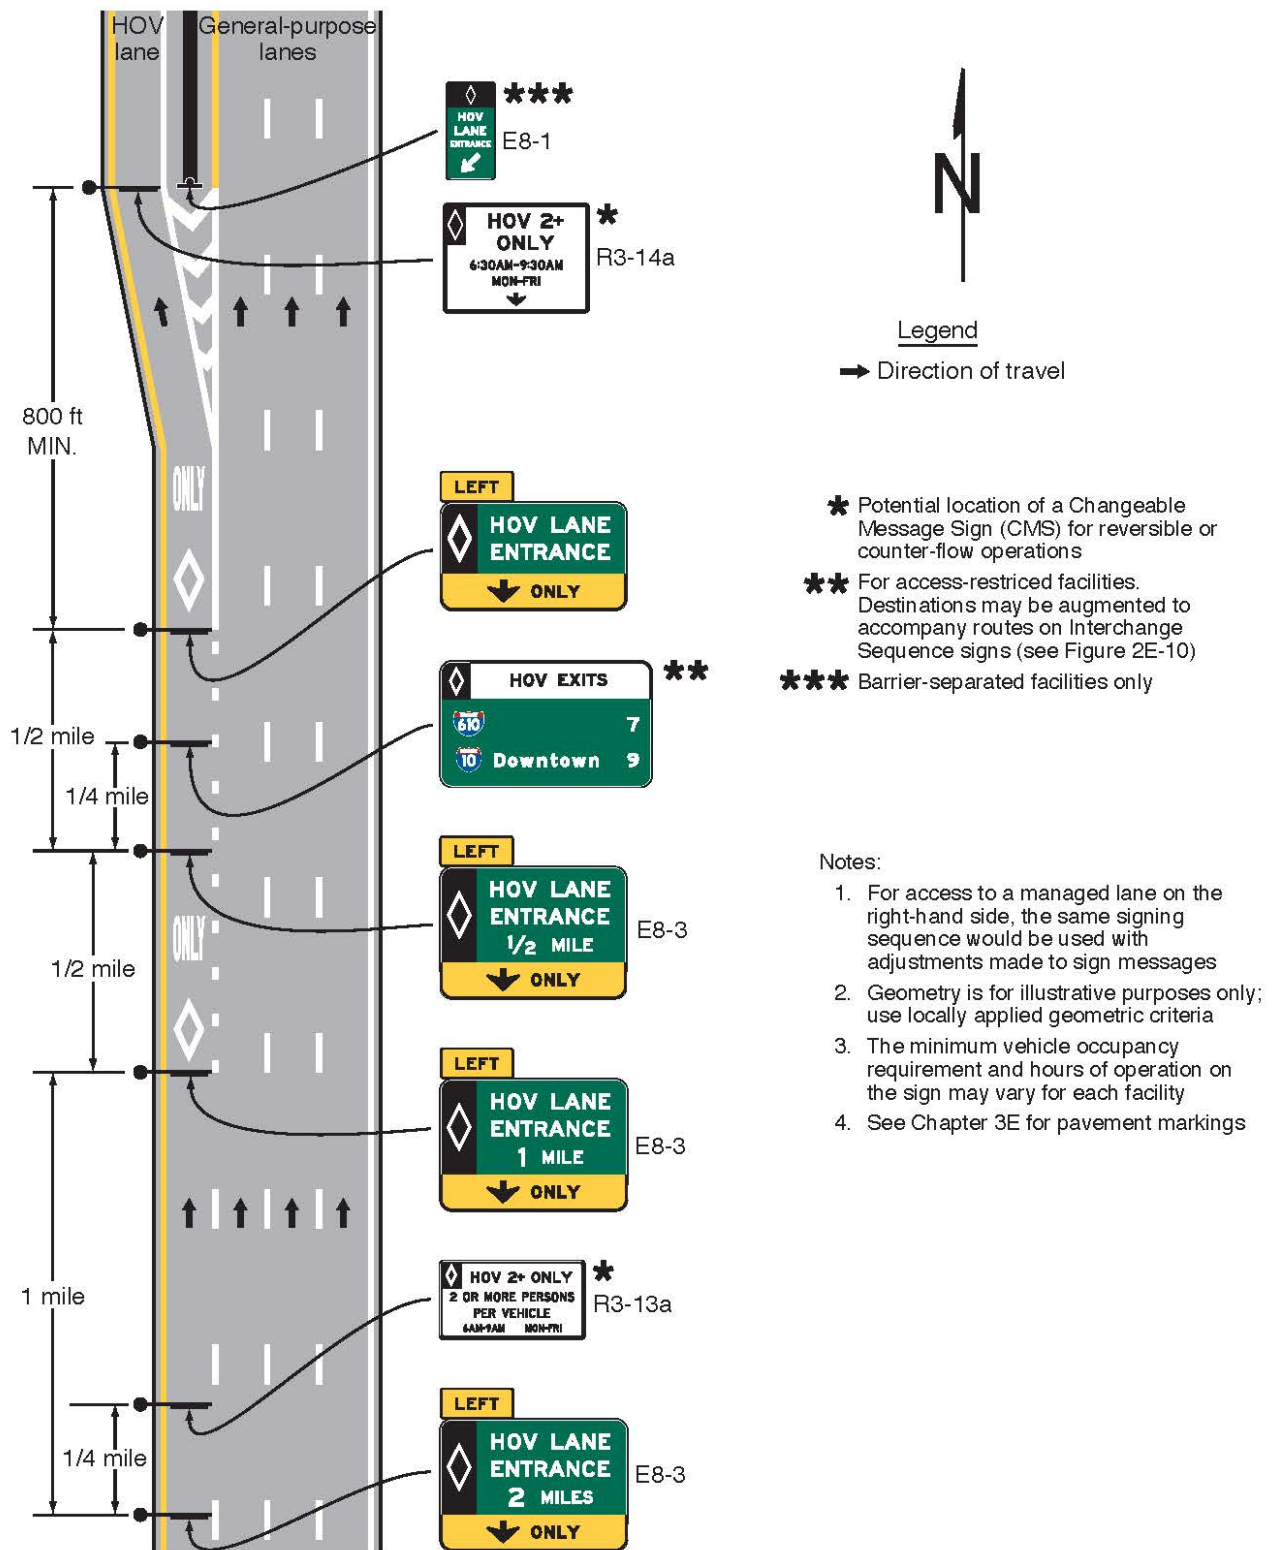 HOV
lane
General-purpose
lanes
HOV
LANE
ENTRANCE
***
E8-1
HOV 2+
ONLY
6:30AM-9:30AM
MON-FRI
*
R3-14a
N
Legend
Direction of travel
800 ft
MIN.
ONLY
LEFT
HOV LANE
ENTRANCE
ONLY
* Potential location of a Changeable
Message Sign (CMS) for reversible or
counter-flow operations
** For access-restriced facilities.
Destinations may be augmented to
accompany routes on Interchange
Sequence signs (see Figure 2E-10)
*** Barrier-separated facilities only
1/2 mile
1/4 mile
HOV EXITS
**
610 7
10 Downtown 9
LEFT
HOV LANE
ENTRANCE
1/2 MILE
ONLY
E8-3
ONLY
1/2 mile
Notes:
1. For access to a managed lane on the
right-hand side, the same signing
sequence would be used with
adjustments made to sign messages
2. Geometry is for illustrative purposes only;
use locally applied geometric criteria
3. The minimum vehicle occupancy
requirement and hours of operation on
the sign may vary for each facility
4. See Chapter 3E for pavement markings
LEFT
HOV LANE
ENTRANCE
1 MILE
ONLY
E8-3
1 mile
HOV 2+ ONLY
2 OR MORE PERSONS
PER VEHICLE
6AM-9AM MON-FRI
*
R3-13a
1/4 mile
LEFT
HOV LANE
ENTRANCE
2 MILES
ONLY
E8-3